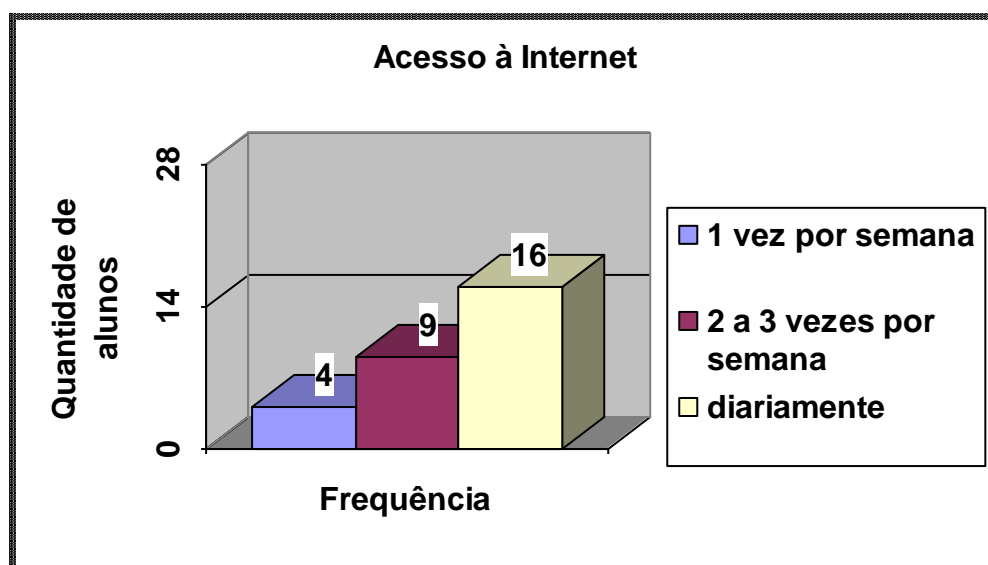 Acesso à Internet
Quantidade de
alunos
28
14
0
4
9
16
Frequência
1 vez por semana
2 a 3 vezes por
semana
diariamente